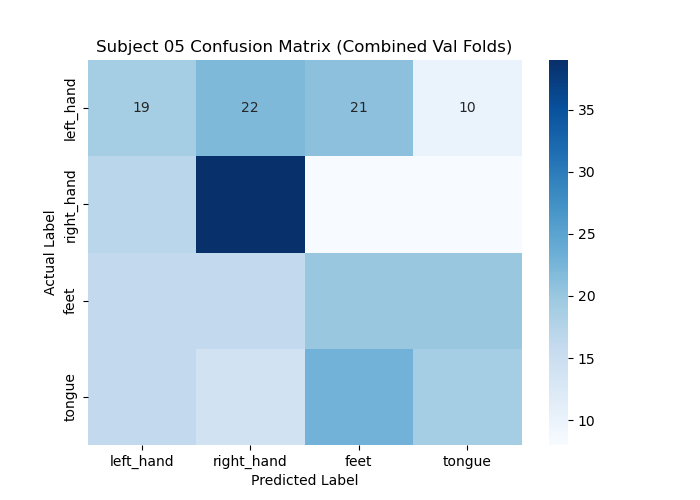 Subject 05 Confusion Matrix (Combined Val Folds)
Actual Label
left_hand
19 22 21 10
right_hand
feet
tongue
left_hand right_hand feet tongue
Predicted Label
35
30
25
20
15
10